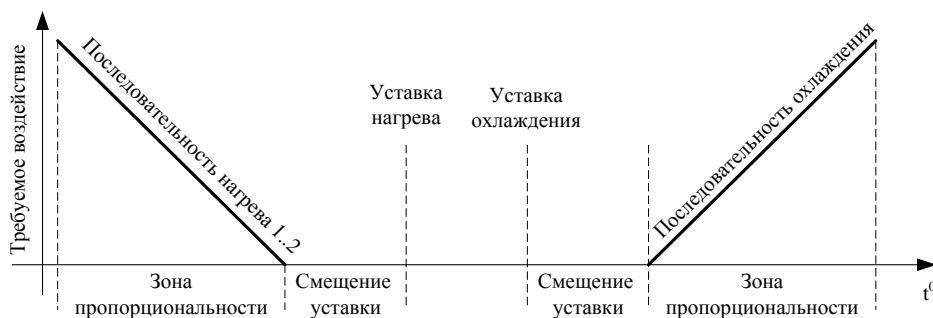 Требуемое воздействие
Последовательность нагрева 1..2
Уставка
нагрева
Уставка
охлаждения
Последовательность охлаждения
Зона
пропорциональности
Смещение
уставки
Смещение
уставки
Зона
пропорциональности
t⁰